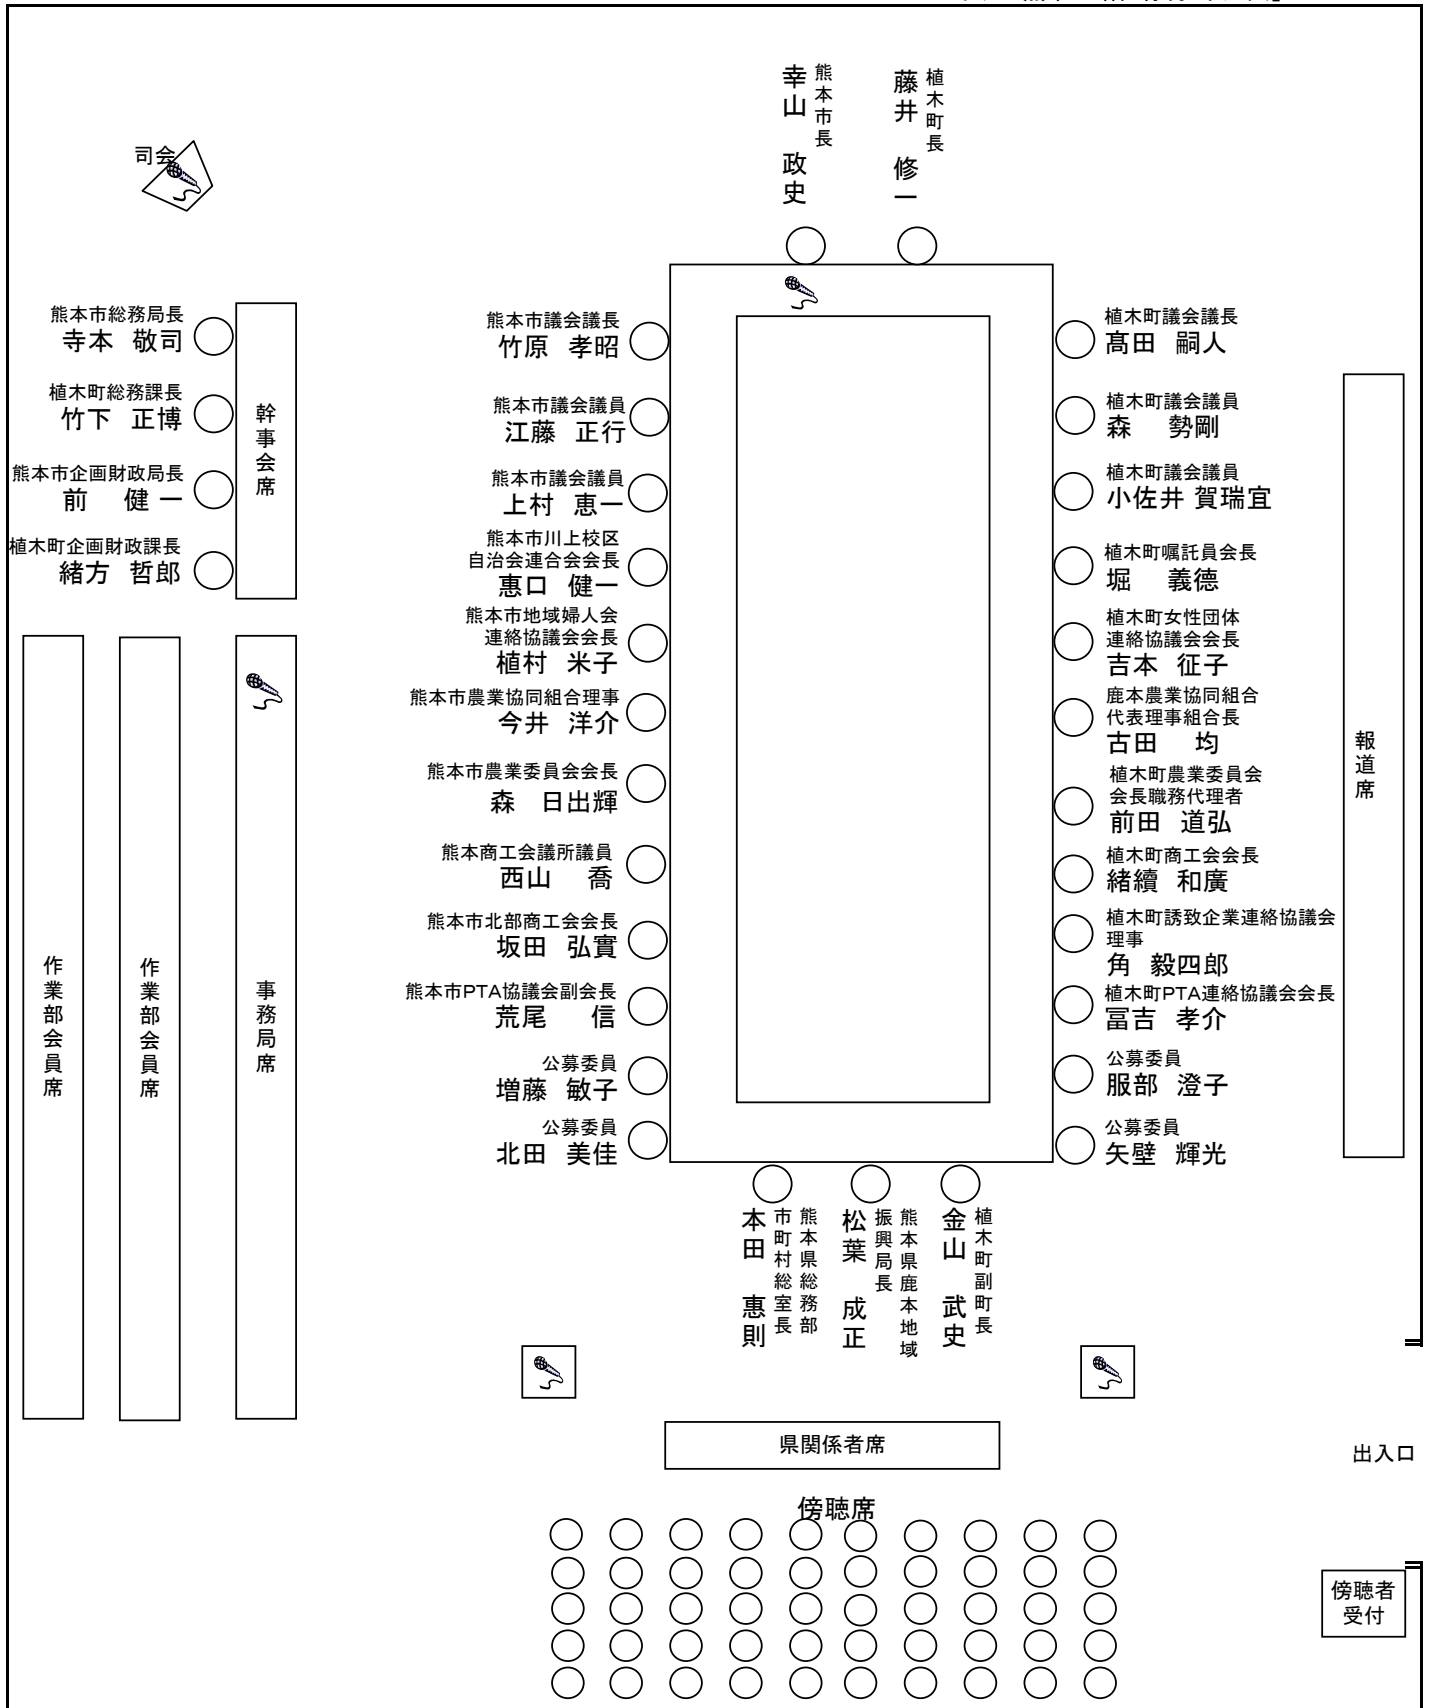 司会
熊本市長
幸山 政史
植木町長
藤井 修一
熊本市総務局長
寺本 敬司
植木町総務課長
竹下 正博
熊本市企画財政局長
前 健一
植木町企画財政課長
緒方 哲郎
幹事会席
熊本市議会議長
竹原 孝昭
熊本市議会議員
江藤 正行
熊本市議会議員
上村 恵一
熊本市川上校区
自治会連合会会長
惠口 健一
熊本市地域婦人会
連絡協議会会長
植村 米子
熊本市農業協同組合理事
今井 洋介
熊本市農業委員会会長
森 日出輝
熊本商工会議所議員
西山 喬
熊本市北部商工会会長
坂田 弘實
熊本市PTA協議会副会長
荒尾 信
公募委員
増藤 敏子
公募委員
北田 美佳
植木町議会議長
髙田 嗣人
植木町議会議員
森 勢剛
植木町議会議員
小佐井 賀瑞宜
植木町嘱託員会長
堀 義徳
植木町女性団体
連絡協議会会長
吉本 征子
鹿本農業協同組合
代表理事組合長
古田 均
植木町農業委員会
会長職務代理者
前田 道弘
植木町商工会会長
緒續 和廣
植木町誘致企業連絡協議会
理事
角 毅四郎
植木町PTA連絡協議会会長
冨吉 孝介
公募委員
服部 澄子
公募委員
矢壁 輝光
報道席
作業部会員席
作業部会員席
事務局席
熊本県総務部
市町村総室長
本田 惠則
熊本県鹿本地域
振興局長
松葉 成正
植木町副町長
金山 武史
県関係者席
出入口
傍聴席
傍聴者
受付